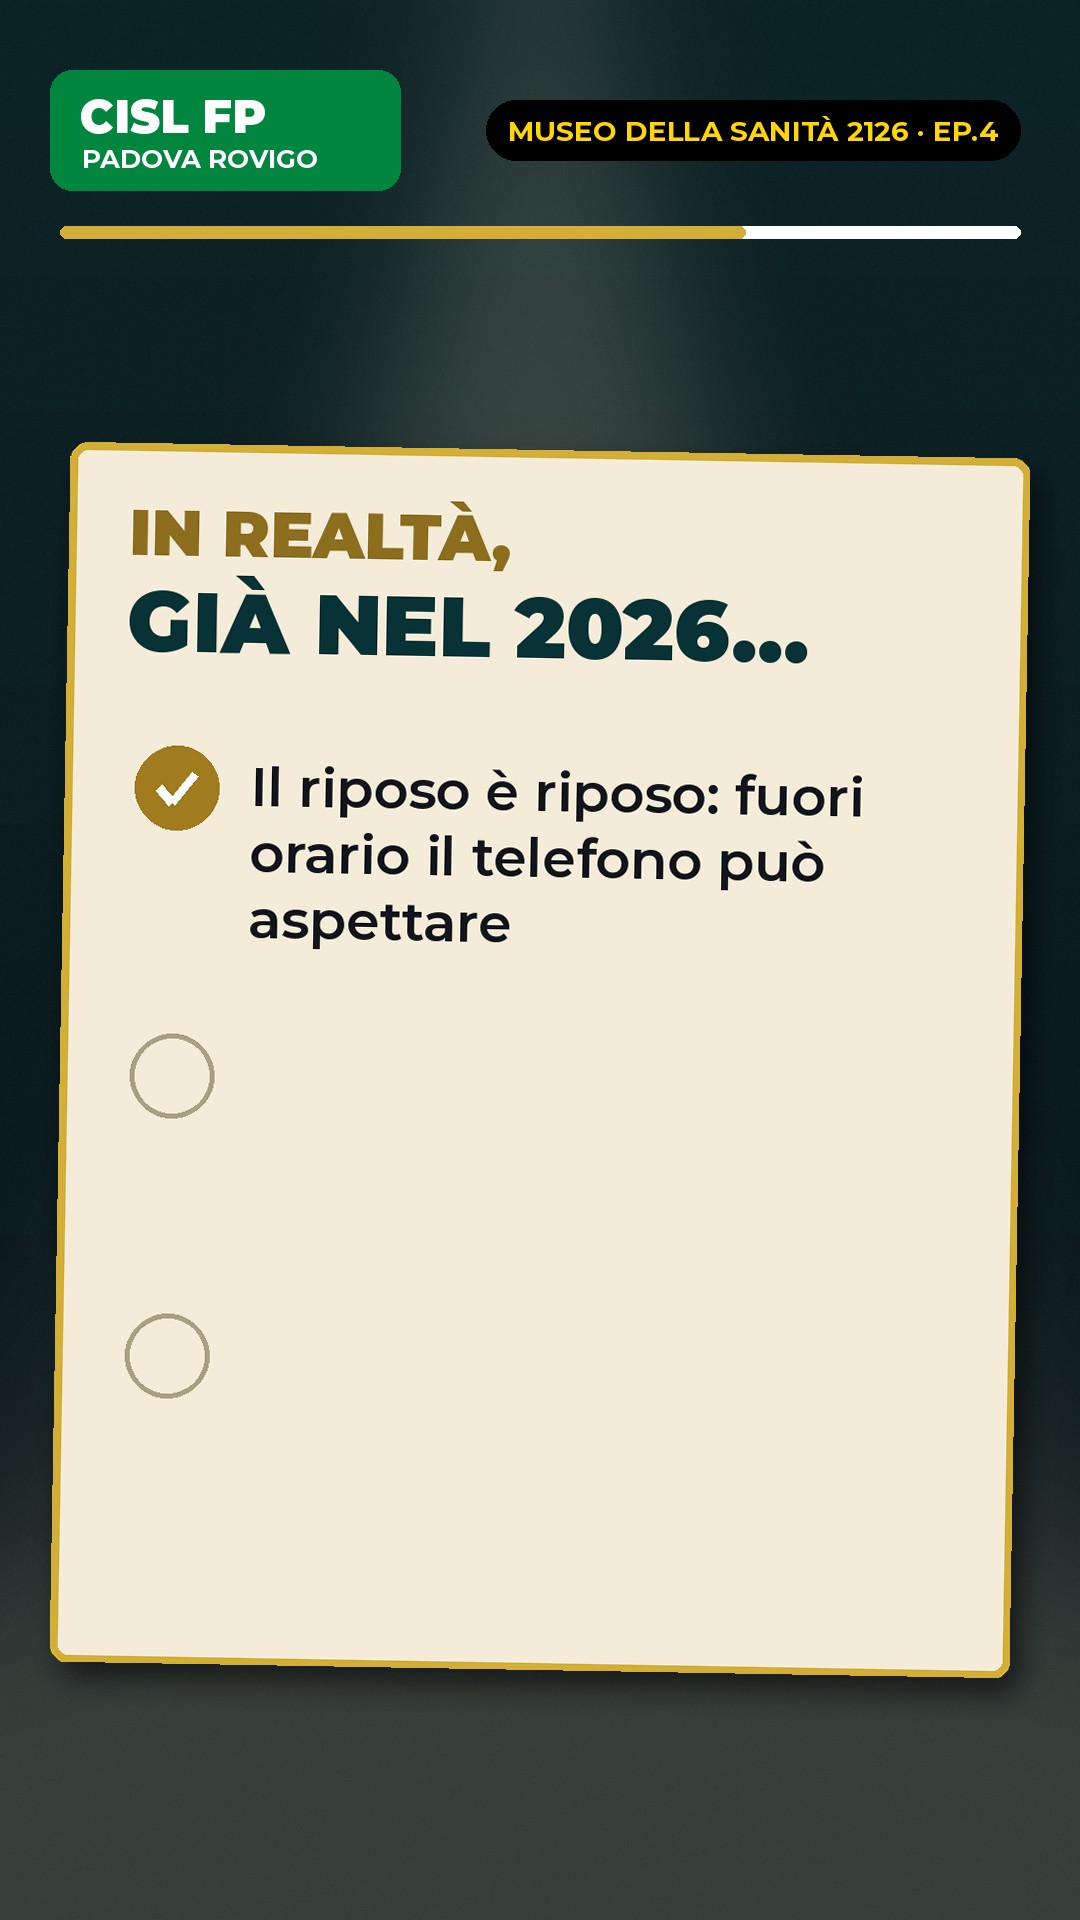 CISL FP
PADOVA ROVIGO
MUSEO DELLA SANITÀ 2126 · EP.4
IN REALTÀ,
GIÀ NEL 2026...
Il riposo è riposo: fuori
orario il telefono può
aspettare